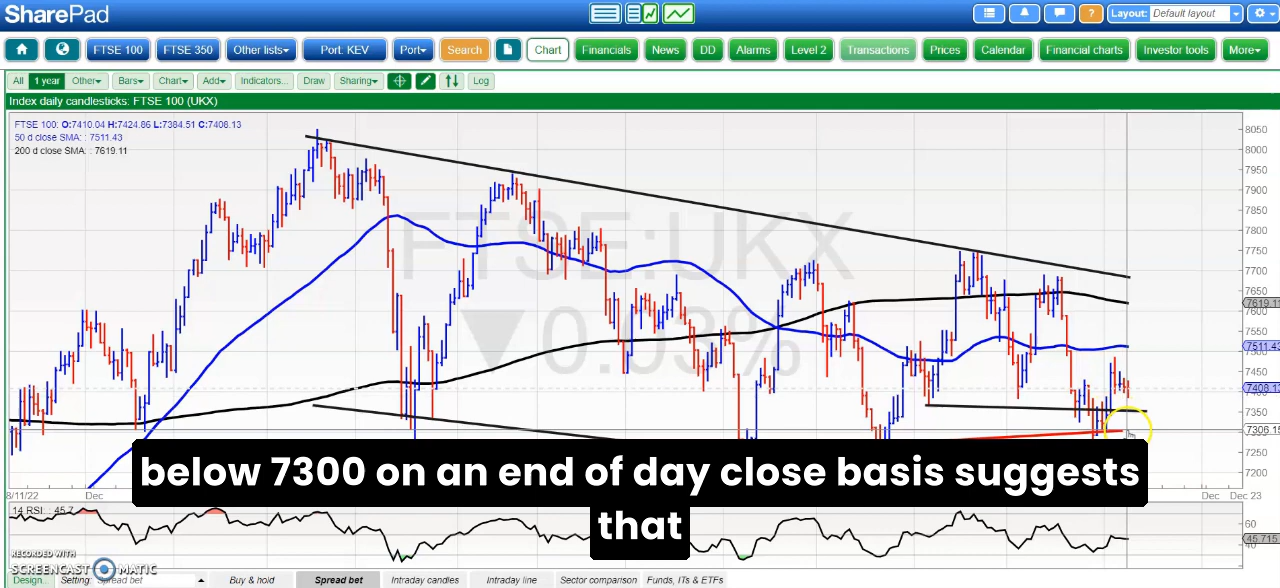 SharePad
Layout: Default layout
FTSE 100 FTSE 350 Other lists Port. KEV Port Search Chart Financials News DD Alarms Level 2 Transactions Prices Calendar Financial charts Investor tools More
All 1 year Other Bars Chart Add Indicators... Draw Sharing Log
Index daily candlesticks: FTSE 100 (UKX)
FTSE 100: O:7410.04 H:7424.86 L:7384.51 C:7408.13
50 d close SMA: : 7511.43
200 d close SMA: : 7619.11
FTSE:UKX
▼0.03%
8050
8000
7950
7900
7850
7800
7750
7700
7650
7619.11
7600
7550
7511.43
7500
7450
7408.13
7350
7306.15
7250
7200
below 7300 on an end of day close basis suggests
that
8/11/22 Dec Dec Dec 23
14 RSI: : 45.7
60
45.715
40
RECORDED WITH
SCREENCAST MATIC
Design... Setting: Spread bet Buy & hold Spread bet Intraday candles Intraday line Sector comparison Funds, ITs & ETFs